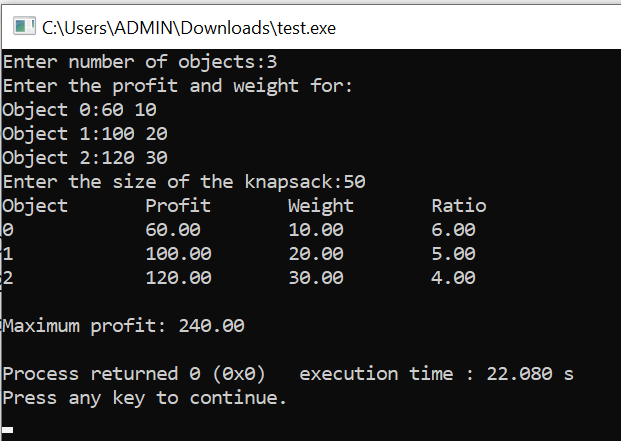 C:\Users\ADMIN\Downloads\test.exe
Enter number of objects:3
Enter the profit and weight for:
Object 0:60 10
Object 1:100 20
Object 2:120 30
Enter the size of the knapsack:50
Object Profit Weight Ratio
0 60.00 10.00 6.00
1 100.00 20.00 5.00
2 120.00 30.00 4.00
Maximum profit: 240.00
Process returned 0 (0x0) execution time : 22.080 s
Press any key to continue.